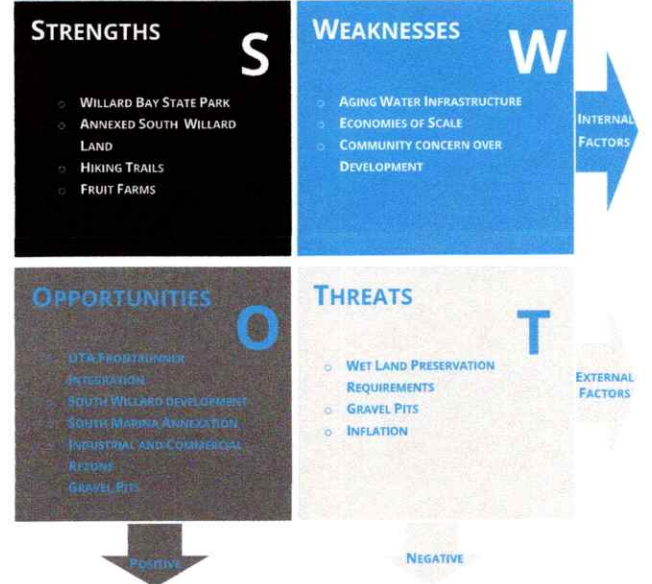 STRENGTHS
S
WILLARD BAY STATE PARK
ANNEXED SOUTH WILLARD
LAND
HIKING TRAILS
FRUIT FARMS
WEAKNESSES
W
AGING WATER INFRASTRUCTURE
ECONOMIES OF SCALE
COMMUNITY CONCERN OVER
DEVELOPMENT
INTERNAL
FACTORS
OPPORTUNITIES
O
UTA FRONTRUNNER
INTEGRATION
SOUTH WILLARD DEVELOPMENT
SOUTH MARINA ANNEXATION
INDUSTRIAL AND COMMERCIAL
REZONE
GRAVEL PITS
THREATS
T
WET LAND PRESERVATION
REQUIREMENTS
GRAVEL PITS
INFLATION
EXTERNAL
FACTORS
POSITIVE
NEGATIVE